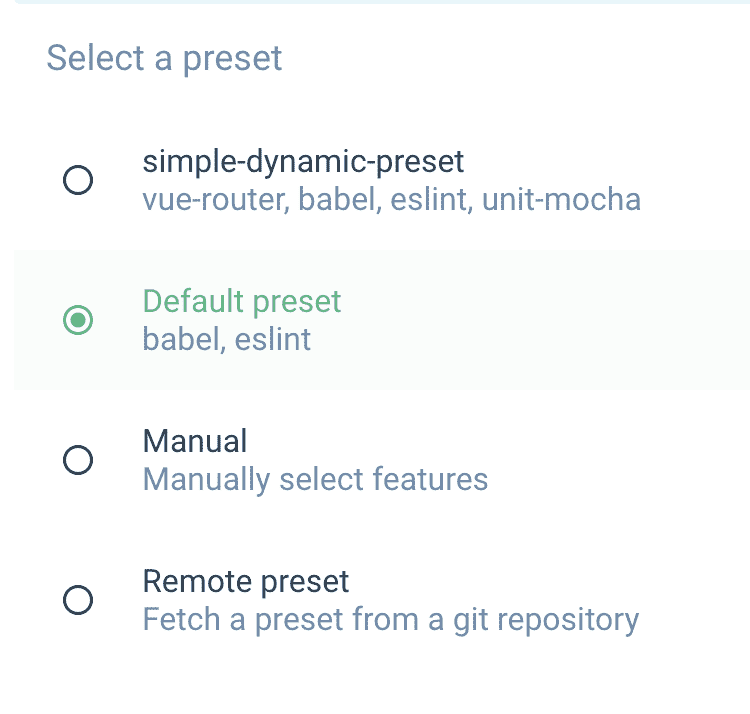 Select a preset
simple-dynamic-preset
vue-router, babel, eslint, unit-mocha
Default preset
babel, eslint
Manual
Manually select features
Remote preset
Fetch a preset from a git repository